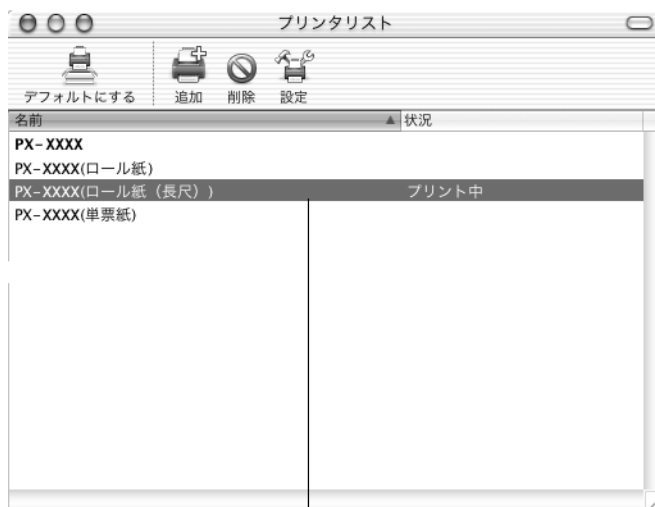 プリンタリスト
デフォルトにする 追加 削除 設定
名前 状況
PX-XXXX
PX-XXXX(ロール紙)
PX-XXXX(ロール紙（長尺）) プリント中
PX-XXXX(単票紙)